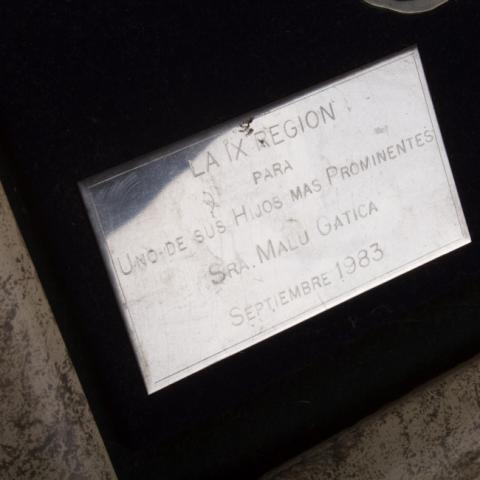 LA IX REGION
PARA
UNO DE SUS HIJOS MAS PROMINENTES
SRA. MALU GATICA
SEPTIEMBRE 1983